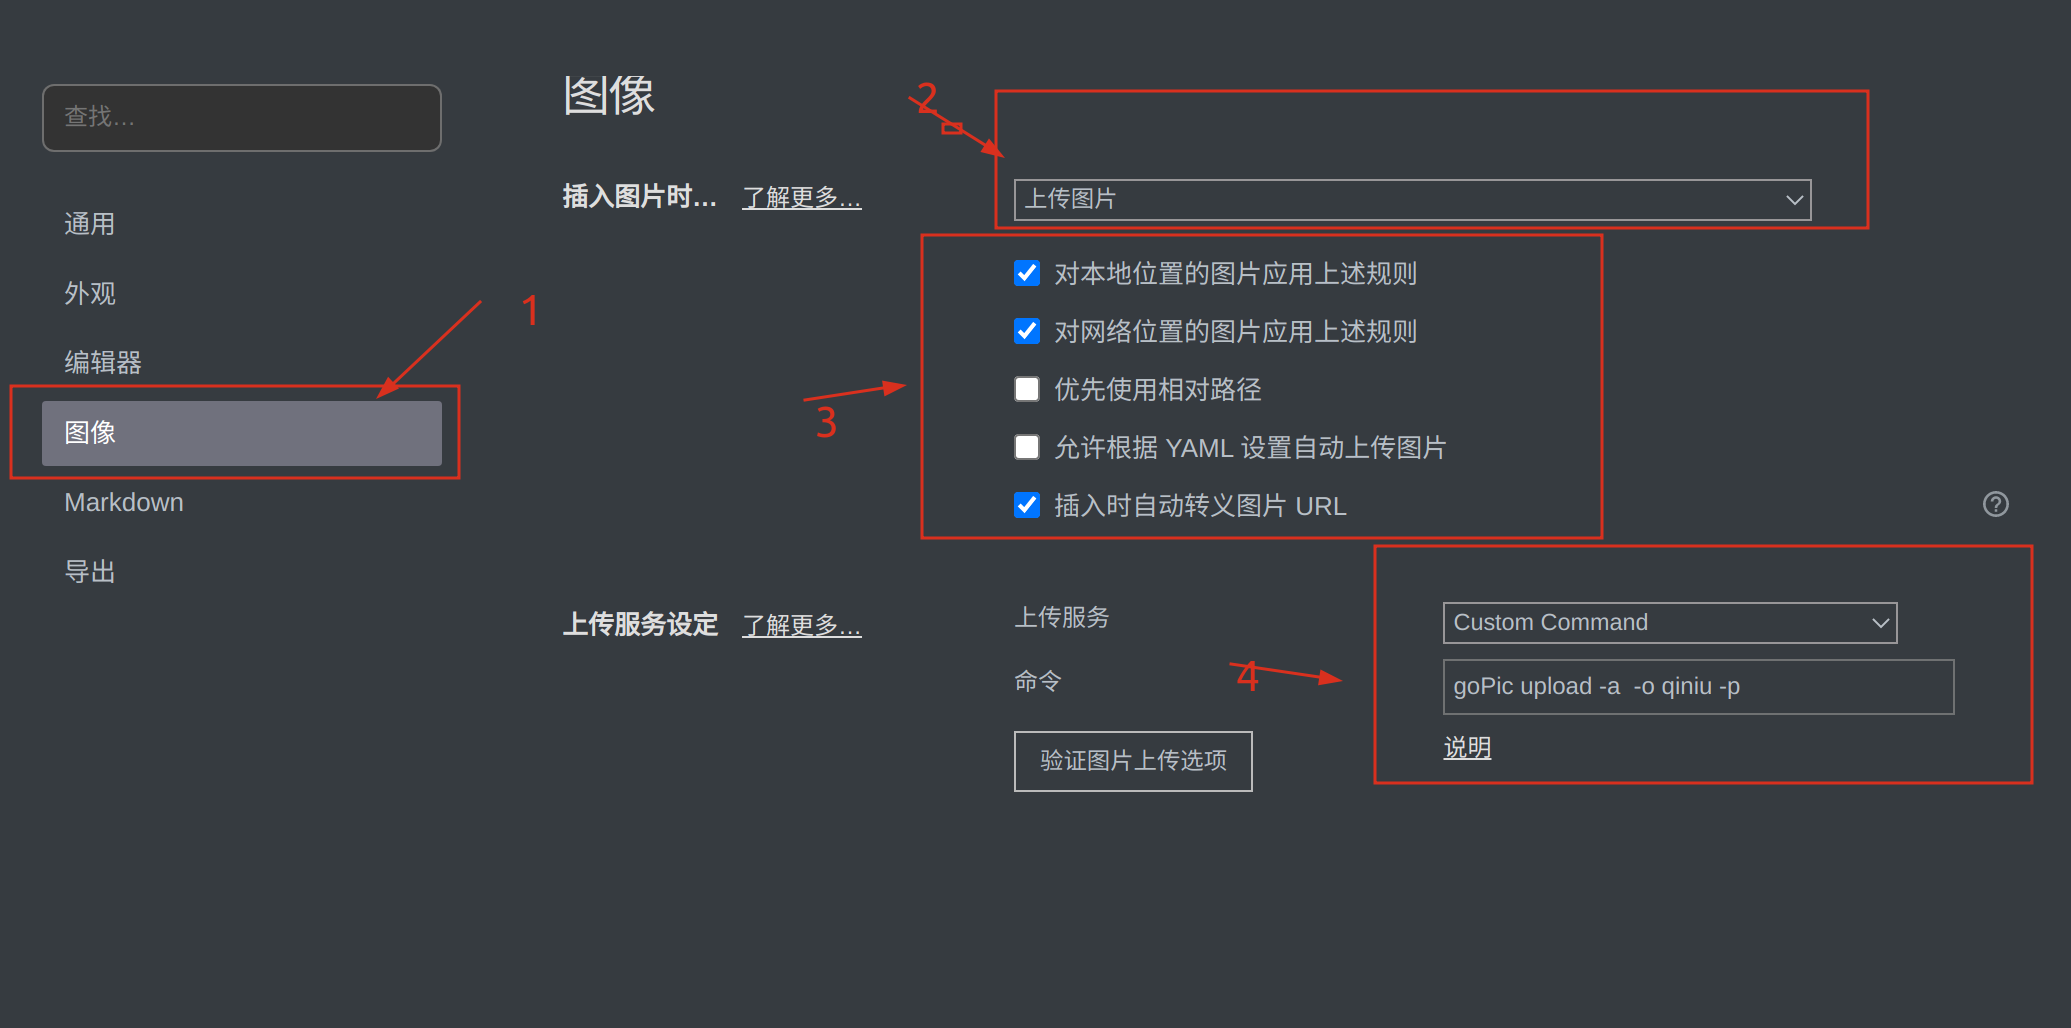 查找...
通用
外观
编辑器
图像
Markdown
导出
1
图像
2
插入图片时... 了解更多... 上传图片
3
对本地位置的图片应用上述规则
对网络位置的图片应用上述规则
优先使用相对路径
允许根据 YAML 设置自动上传图片
插入时自动转义图片 URL
上传服务设定 了解更多... 上传服务 Custom Command
4
命令 goPic upload -a  -o qiniu -p
说明
验证图片上传选项